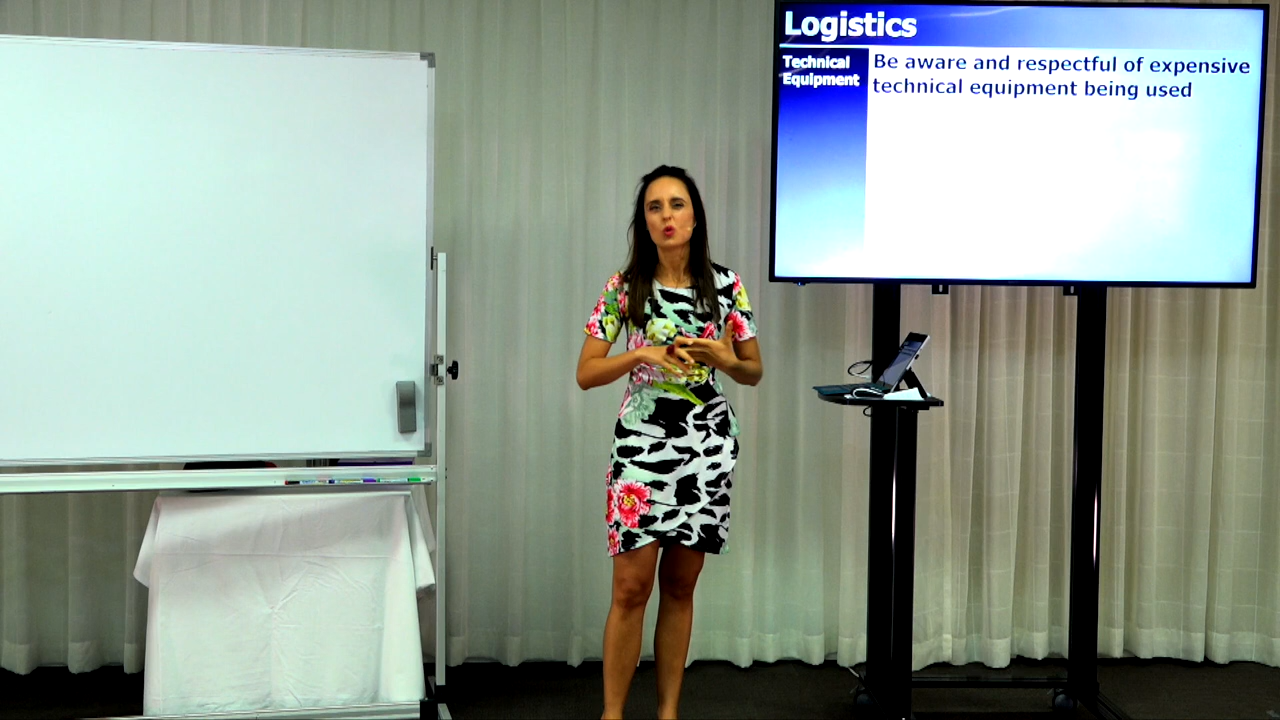 Logistics
Technical
Equipment
Be aware and respectful of expensive
technical equipment being used